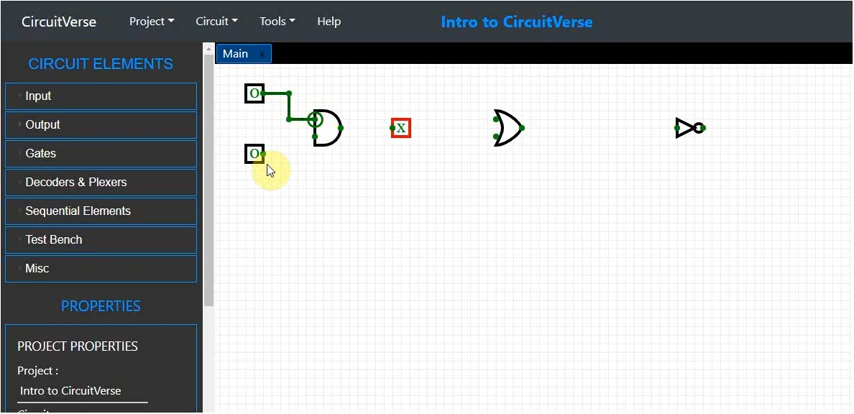 CircuitVerse Project Circuit Tools Help Intro to CircuitVerse
CIRCUIT ELEMENTS
Main x
Input
Output
Gates
Decoders & Plexers
Sequential Elements
Test Bench
Misc
0
X
0
PROPERTIES
PROJECT PROPERTIES
Project :
Intro to CircuitVerse